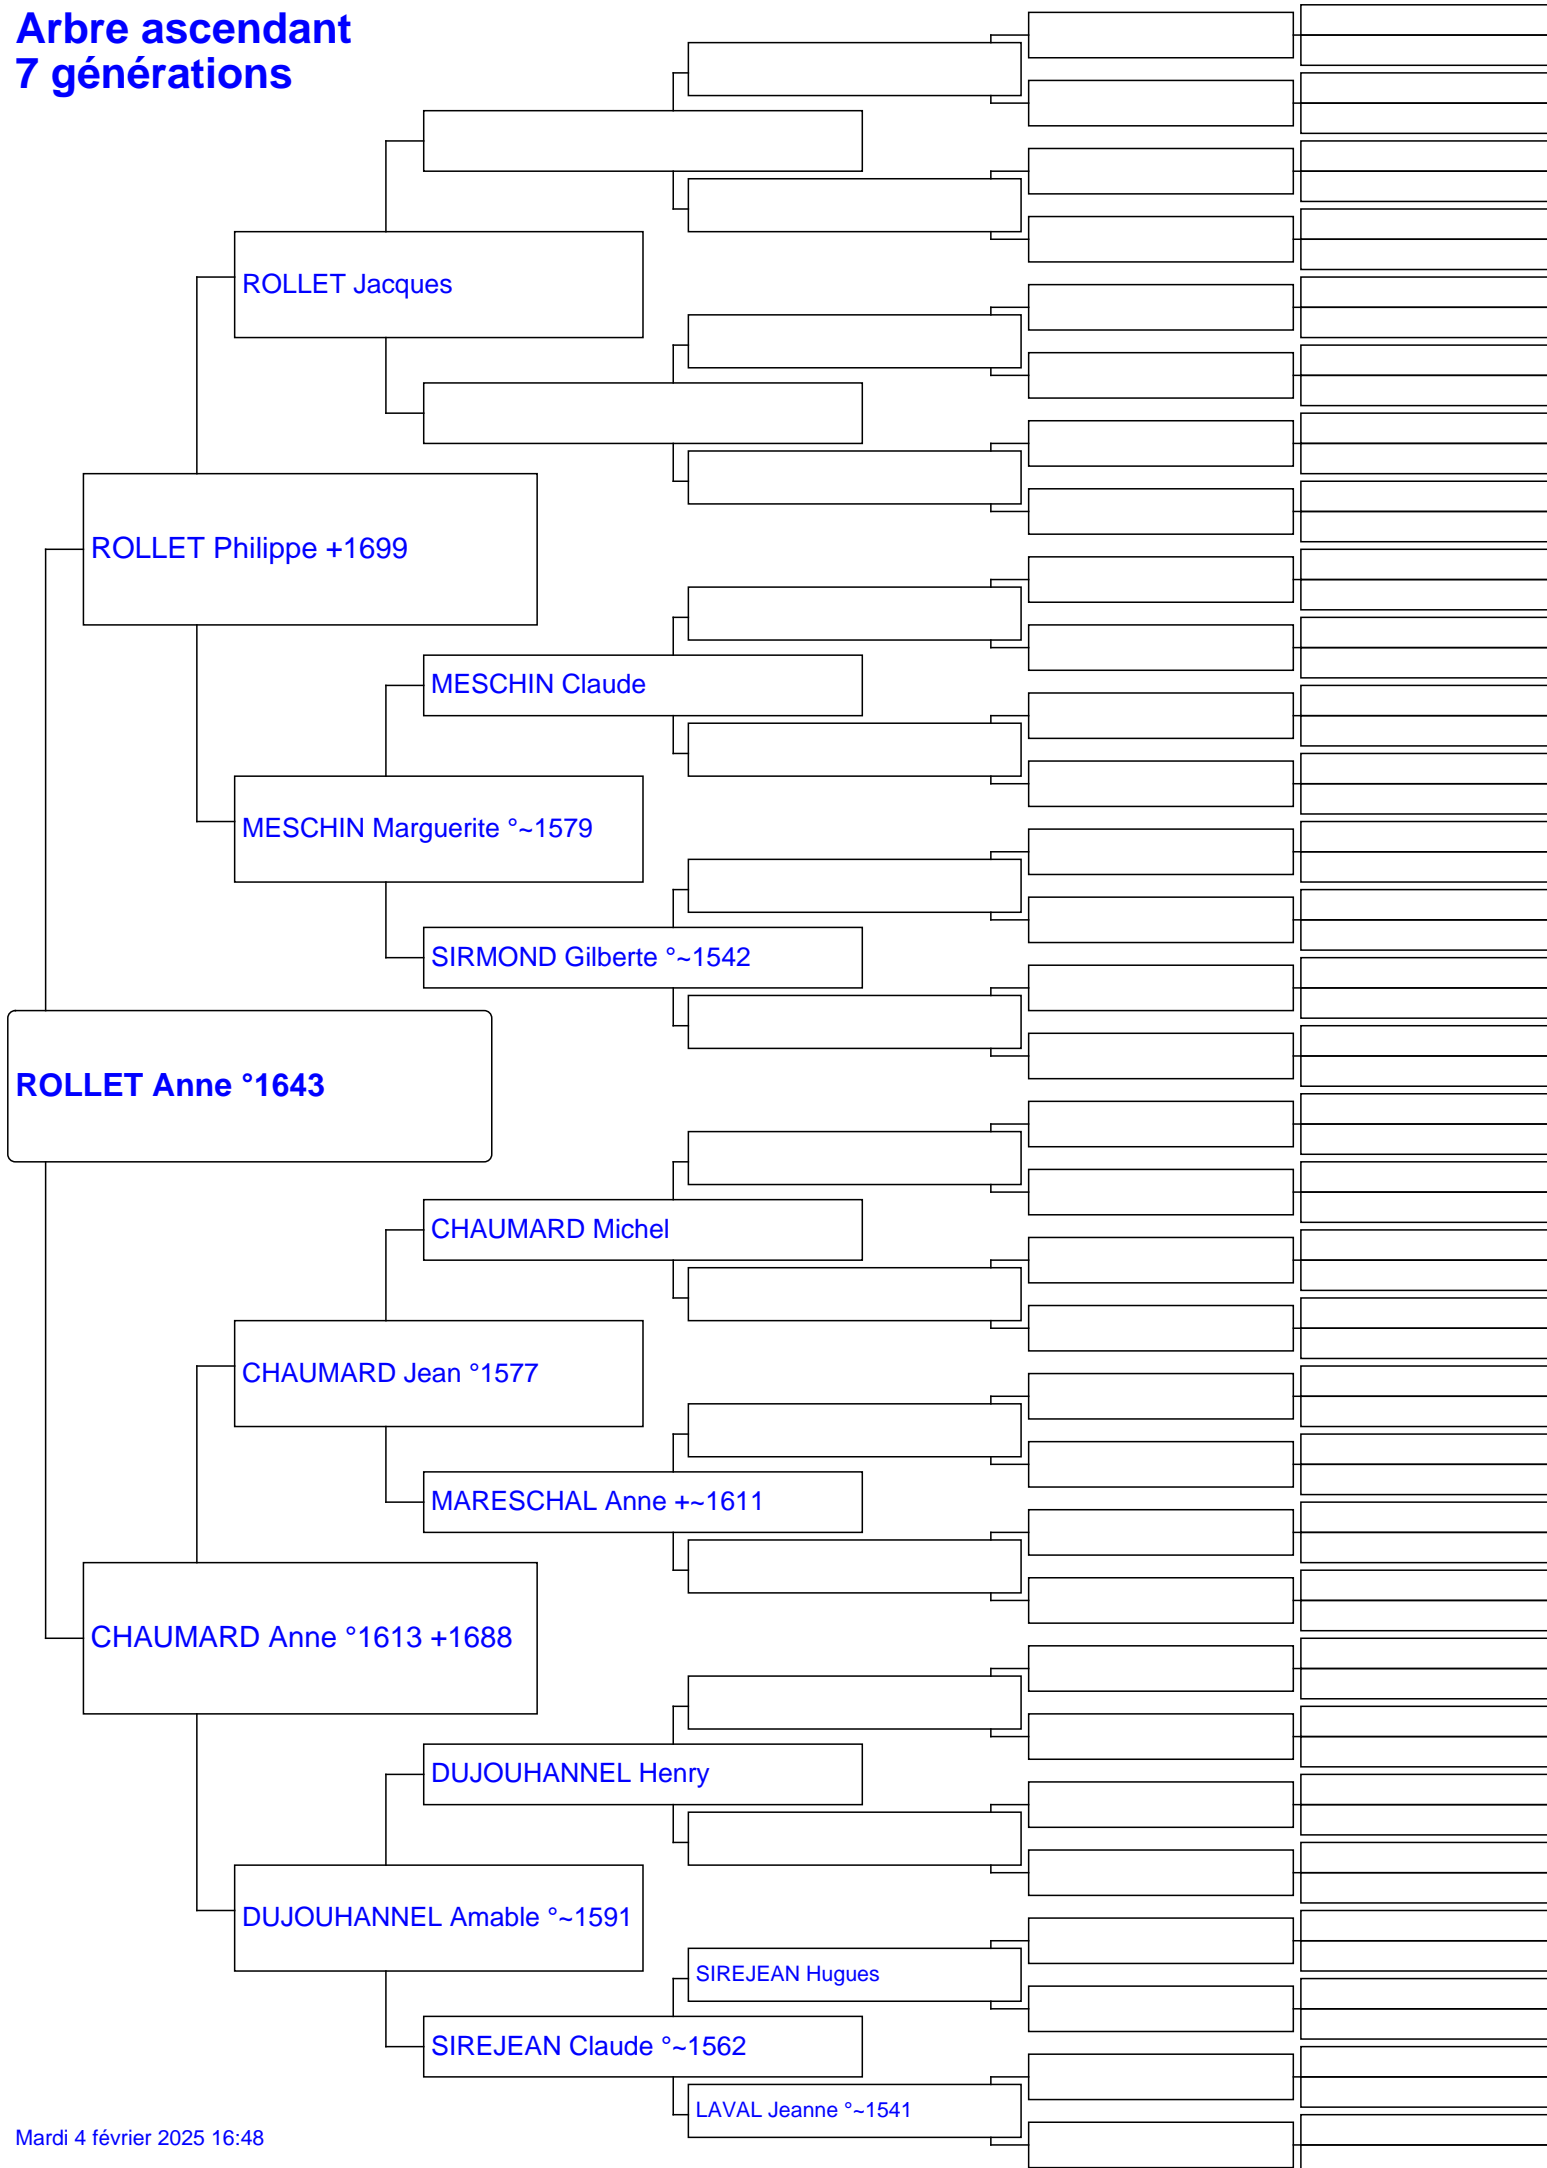 Arbre ascendant
7 générations
ROLLET Jacques
ROLLET Philippe +1699
MESCHIN Claude
MESCHIN Marguerite °~1579
SIRMOND Gilberte °~1542
ROLLET Anne °1643
CHAUMARD Michel
CHAUMARD Jean °1577
MARESCHAL Anne +~1611
CHAUMARD Anne °1613 +1688
DUJOUHANNEL Henry
DUJOUHANNEL Amable °~1591
SIREJEAN Hugues
SIREJEAN Claude °~1562
LAVAL Jeanne °~1541
Mardi 4 février 2025 16:48